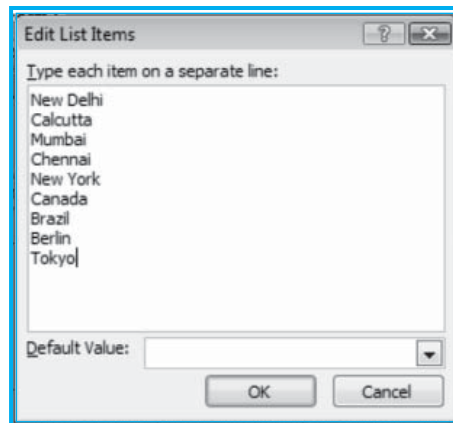 Edit List Items
Type each item on a separate line:
New Delhi
Calcutta
Mumbai
Chennai
New York
Canada
Brazil
Berlin
Tokyo
Default Value:
OK Cancel